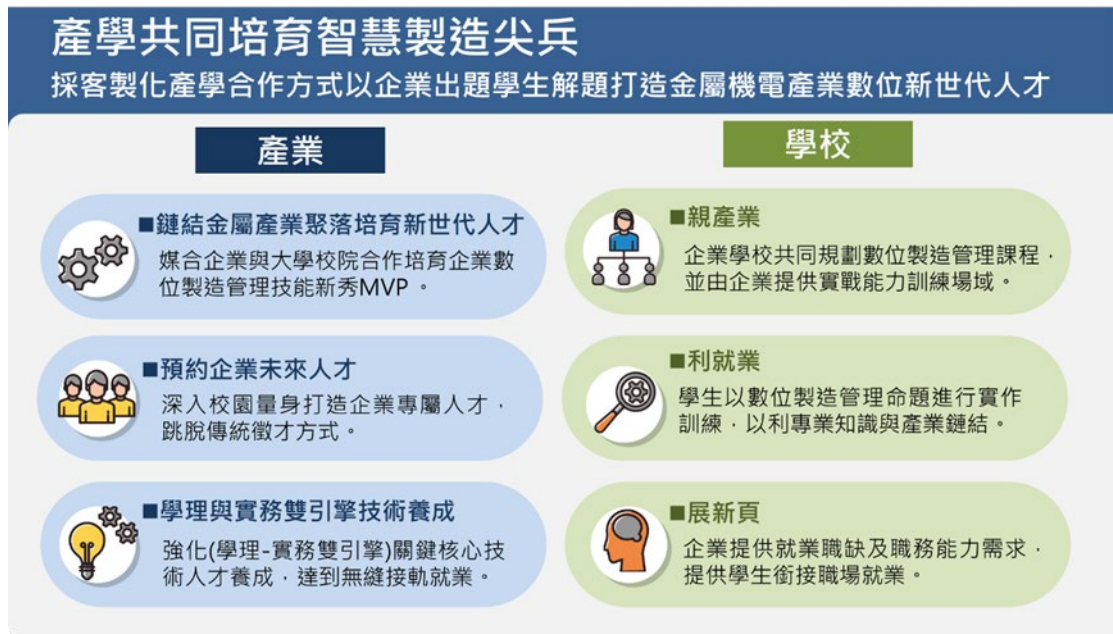 產學共同培育智慧製造尖兵
採客製化產學合作方式以企業出題學生解題打造金屬機電產業數位新世代人才
產業
■鏈結金屬產業聚落培育新世代人才
媒合企業與大學校院合作培育企業數
位製造管理技能新秀MVP。
■預約企業未來人才
深入校園量身打造企業專屬人才，
跳脫傳統徵才方式。
■學理與實務雙引擎技術養成
強化(學理-實務雙引擎)關鍵核心技
術人才養成，達到無縫接軌就業。
學校
■親產業
企業學校共同規劃數位製造管理課程，
並由企業提供實戰能力訓練場域。
■利就業
學生以數位製造管理命題進行實作
訓練，以利專業知識與產業鏈結。
■展新頁
企業提供就業職缺及職務能力需求，
提供學生銜接職場就業。